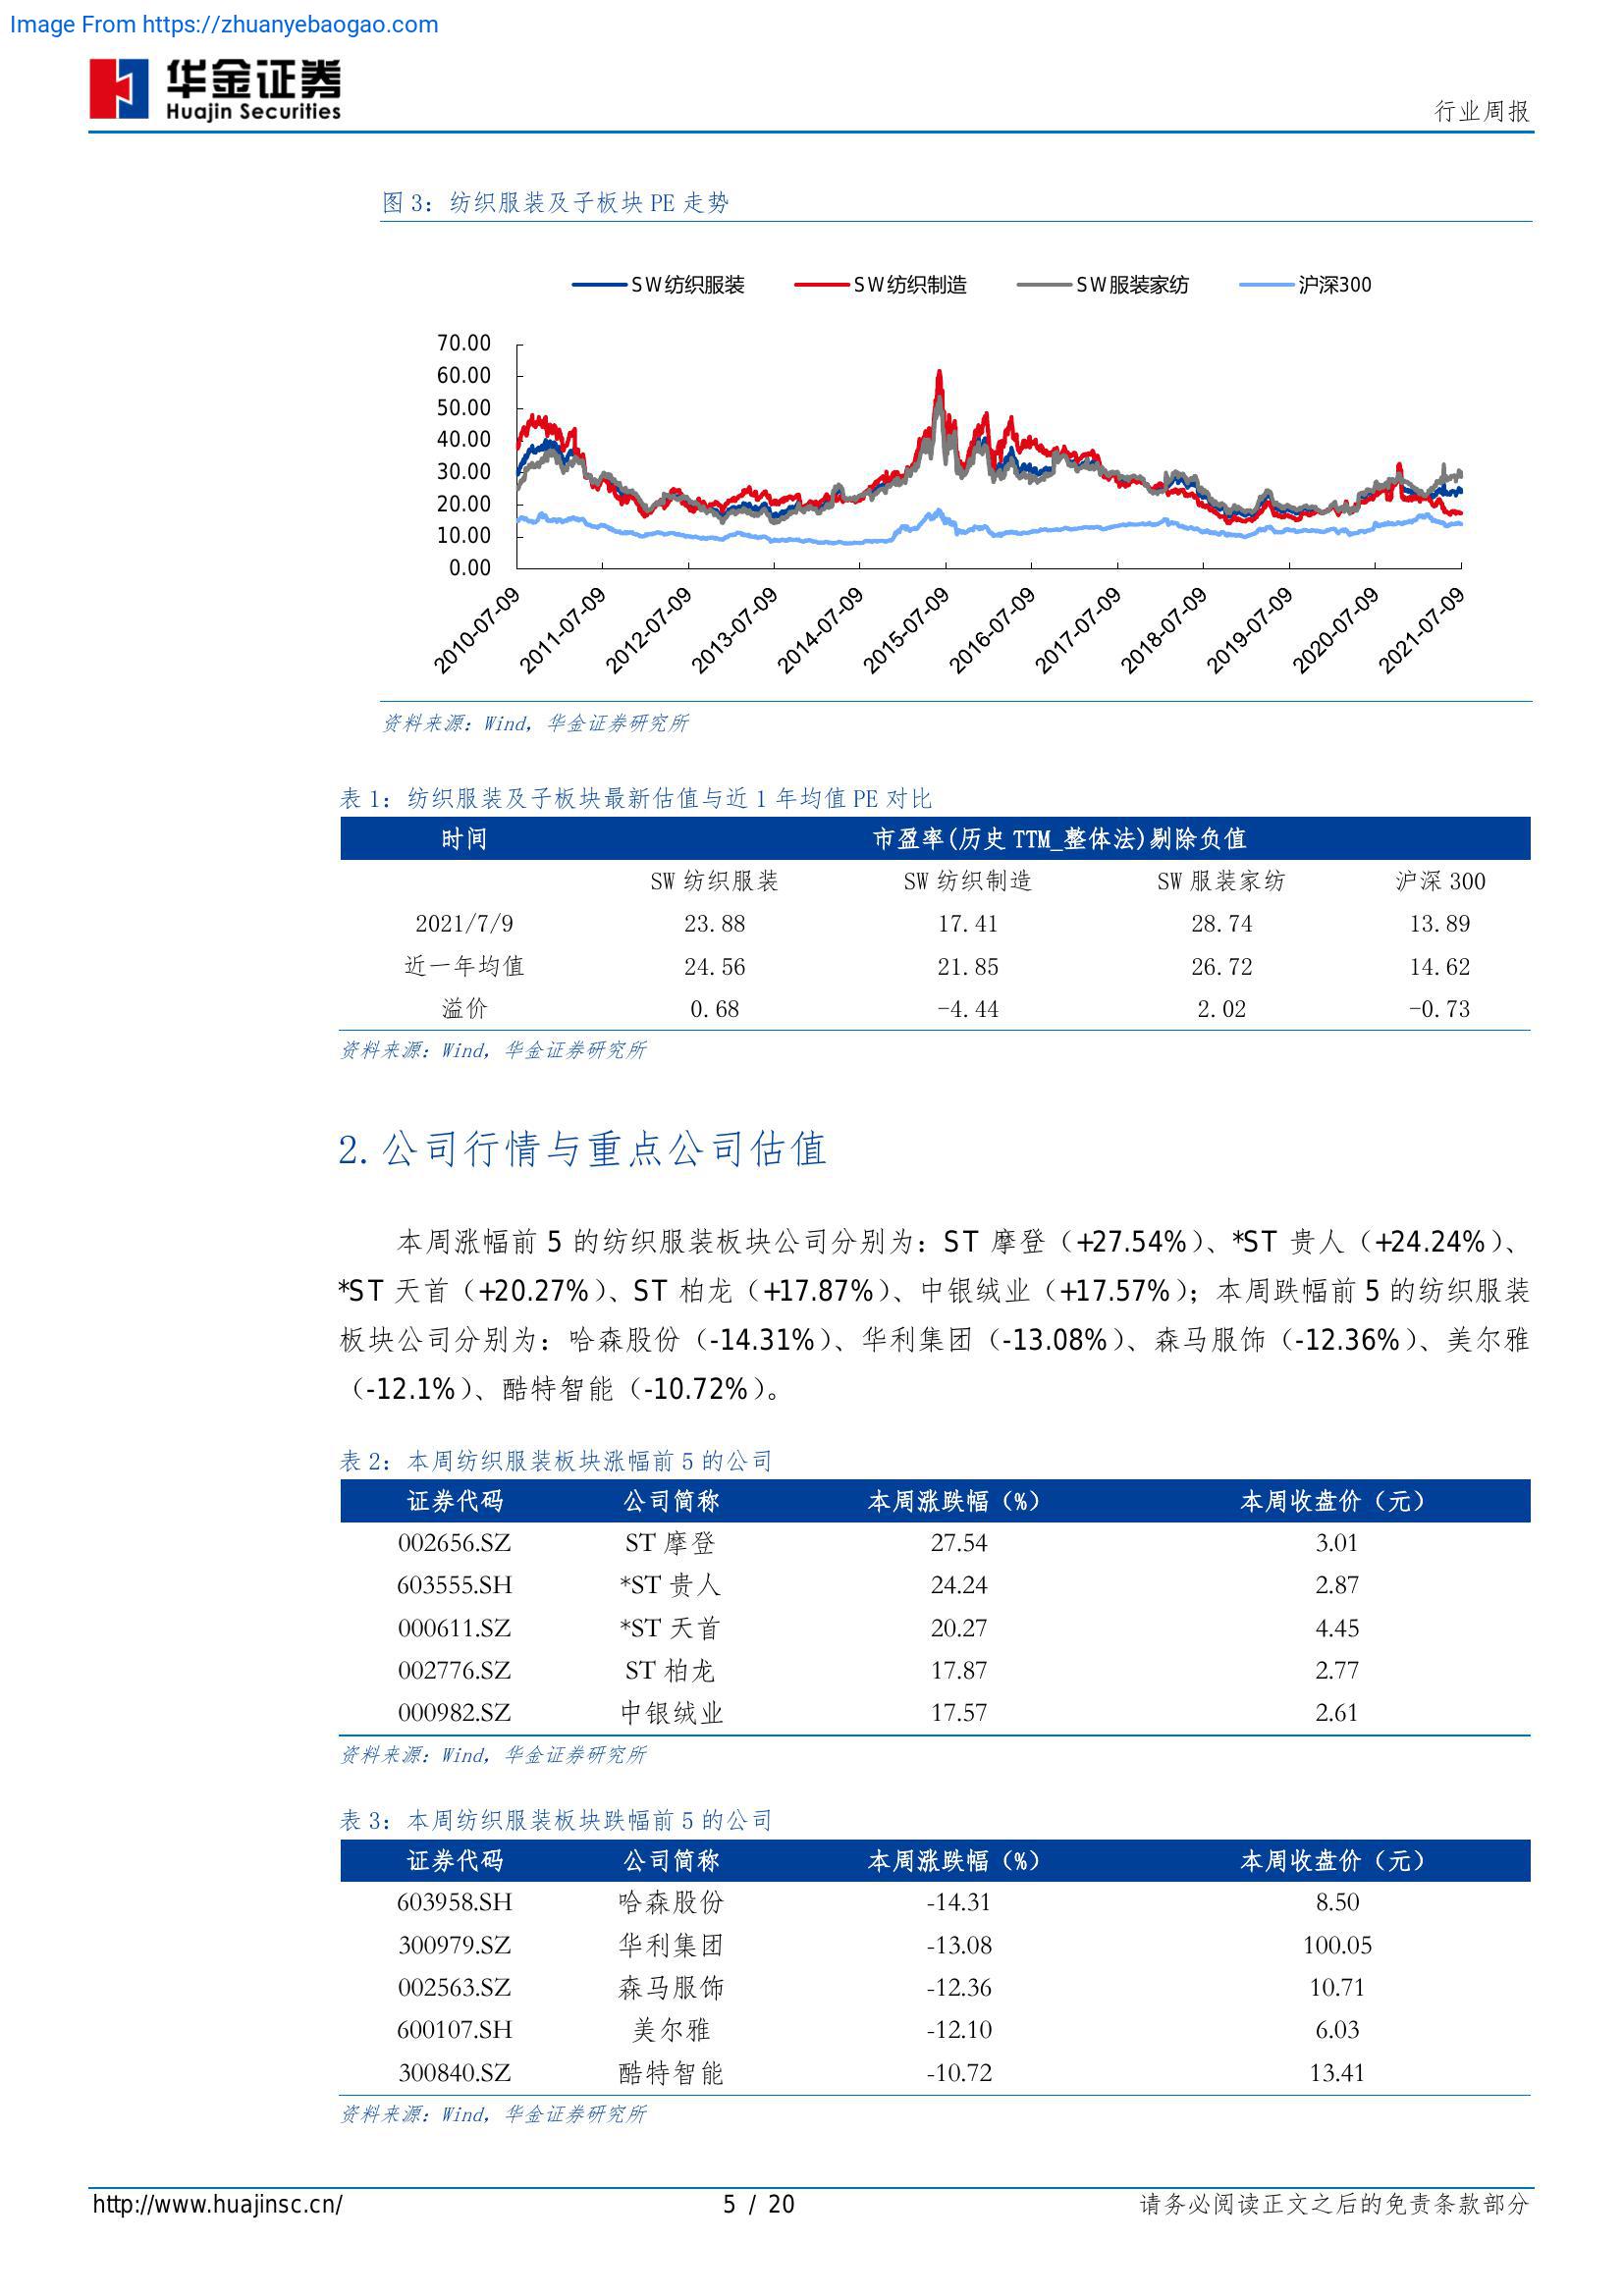 Image From https://zhuanyebaogao.com
华金证券
Huajin Securities
行业周报
图 3：纺织服装及子板块 PE 走势
SW纺织服装 SW纺织制造 SW服装家纺 沪深300
70.00
60.00
50.00
40.00
30.00
20.00
10.00
0.00
2010-07-09 2011-07-09 2012-07-09 2013-07-09 2014-07-09 2015-07-09 2016-07-09 2017-07-09 2018-07-09 2019-07-09 2020-07-09 2021-07-09
资料来源：Wind，华金证券研究所
表 1：纺织服装及子板块最新估值与近 1 年均值 PE 对比
时间 市盈率(历史 TTM_整体法)剔除负值
SW 纺织服装 SW 纺织制造 SW 服装家纺 沪深 300
2021/7/9 23.88 17.41 28.74 13.89
近一年均值 24.56 21.85 26.72 14.62
溢价 0.68 -4.44 2.02 -0.73
资料来源：Wind，华金证券研究所
2. 公司行情与重点公司估值
本周涨幅前 5 的纺织服装板块公司分别为：ST 摩登（+27.54%）、*ST 贵人（+24.24%）、
*ST 天首（+20.27%）、ST 柏龙（+17.87%）、中银绒业（+17.57%）；本周跌幅前 5 的纺织服装
板块公司分别为：哈森股份（-14.31%）、华利集团（-13.08%）、森马服饰（-12.36%）、美尔雅
（-12.1%）、酷特智能（-10.72%）。
表 2：本周纺织服装板块涨幅前 5 的公司
证券代码 公司简称 本周涨跌幅（%） 本周收盘价（元）
002656.SZ ST 摩登 27.54 3.01
603555.SH *ST 贵人 24.24 2.87
000611.SZ *ST 天首 20.27 4.45
002776.SZ ST 柏龙 17.87 2.77
000982.SZ 中银绒业 17.57 2.61
资料来源：Wind，华金证券研究所
表 3：本周纺织服装板块跌幅前 5 的公司
证券代码 公司简称 本周涨跌幅（%） 本周收盘价（元）
603958.SH 哈森股份 -14.31 8.50
300979.SZ 华利集团 -13.08 100.05
002563.SZ 森马服饰 -12.36 10.71
600107.SH 美尔雅 -12.10 6.03
300840.SZ 酷特智能 -10.72 13.41
资料来源：Wind，华金证券研究所
http://www.huajinsc.cn/ 5 / 20 请务必阅读正文之后的免责条款部分